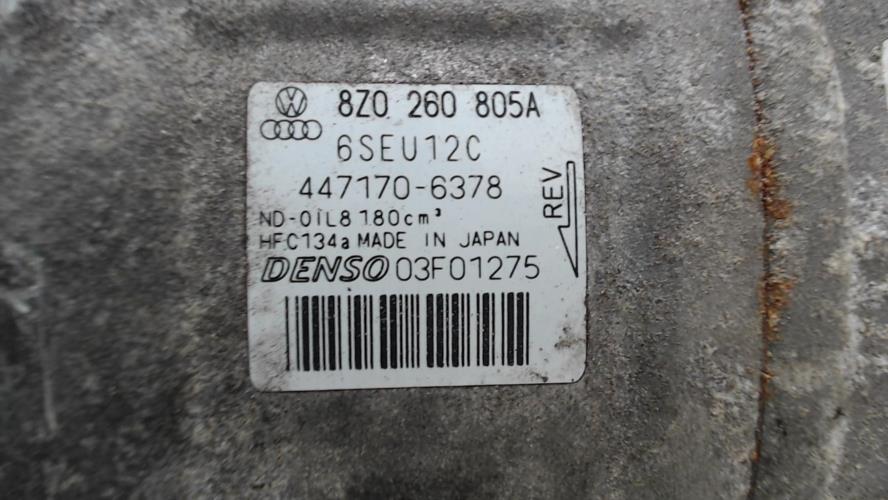 8Z0 260 805A
6SEU12C
447170-6378
ND-OIL8 180cm³
HFC134a MADE IN JAPAN
DENSO 03F01275
REV